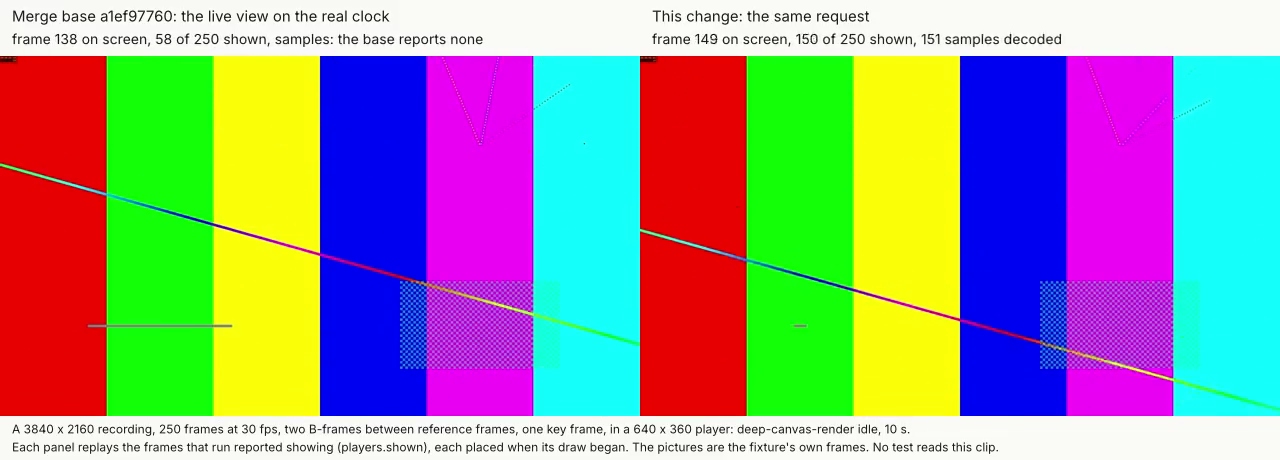 Merge base a1ef97760: the live view on the real clock
frame 138 on screen, 58 of 250 shown, samples: the base reports none
This change: the same request
frame 149 on screen, 150 of 250 shown, 151 samples decoded
A 3840 x 2160 recording, 250 frames at 30 fps, two B-frames between reference frames, one key frame, in a 640 x 360 player: deep-canvas-render idle, 10 s.
Each panel replays the frames that run reported showing (players.shown), each placed when its draw began. The pictures are the fixture's own frames. No test reads this clip.